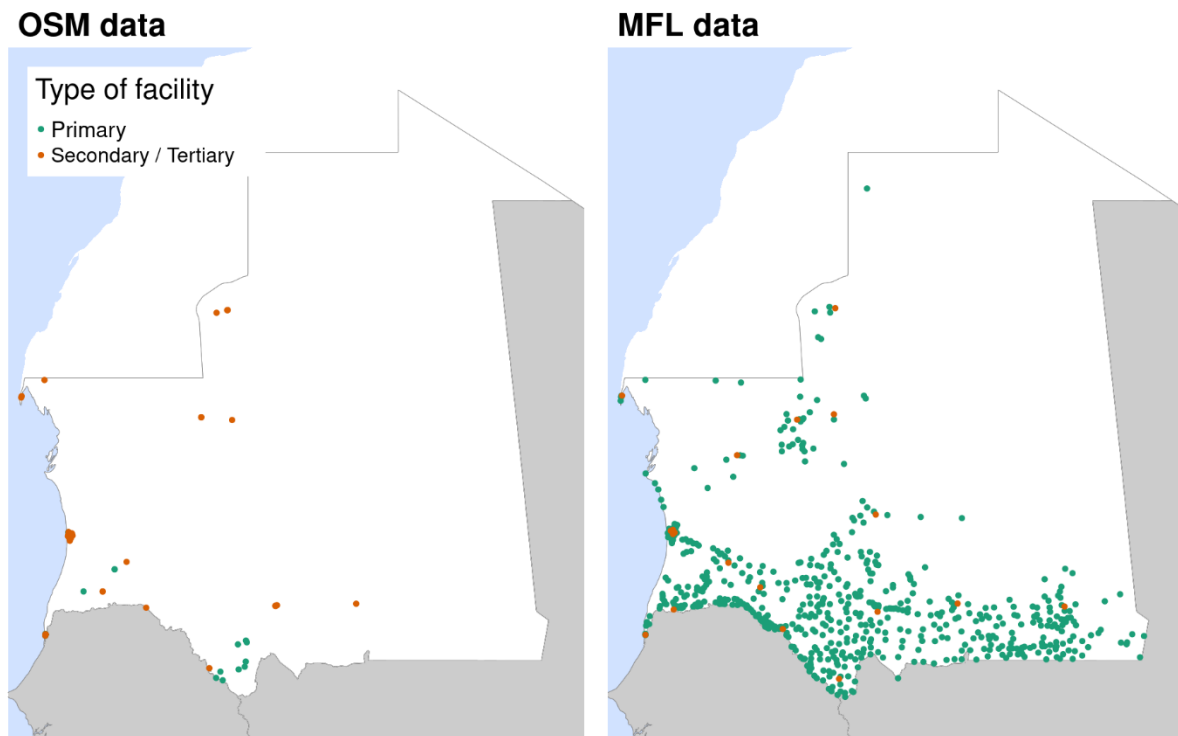 OSM data
MFL data
Type of facility
Primary
Secondary / Tertiary